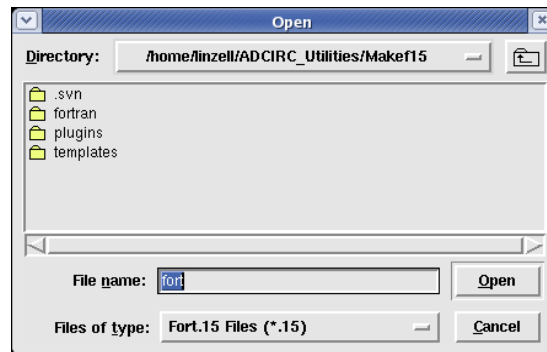 Open
Directory: /home/linzell/ADCIRC_Utilities/Makef15
.svn
fortran
plugins
templates
File name: fort
Open
Files of type: Fort.15 Files (*.15)
Cancel